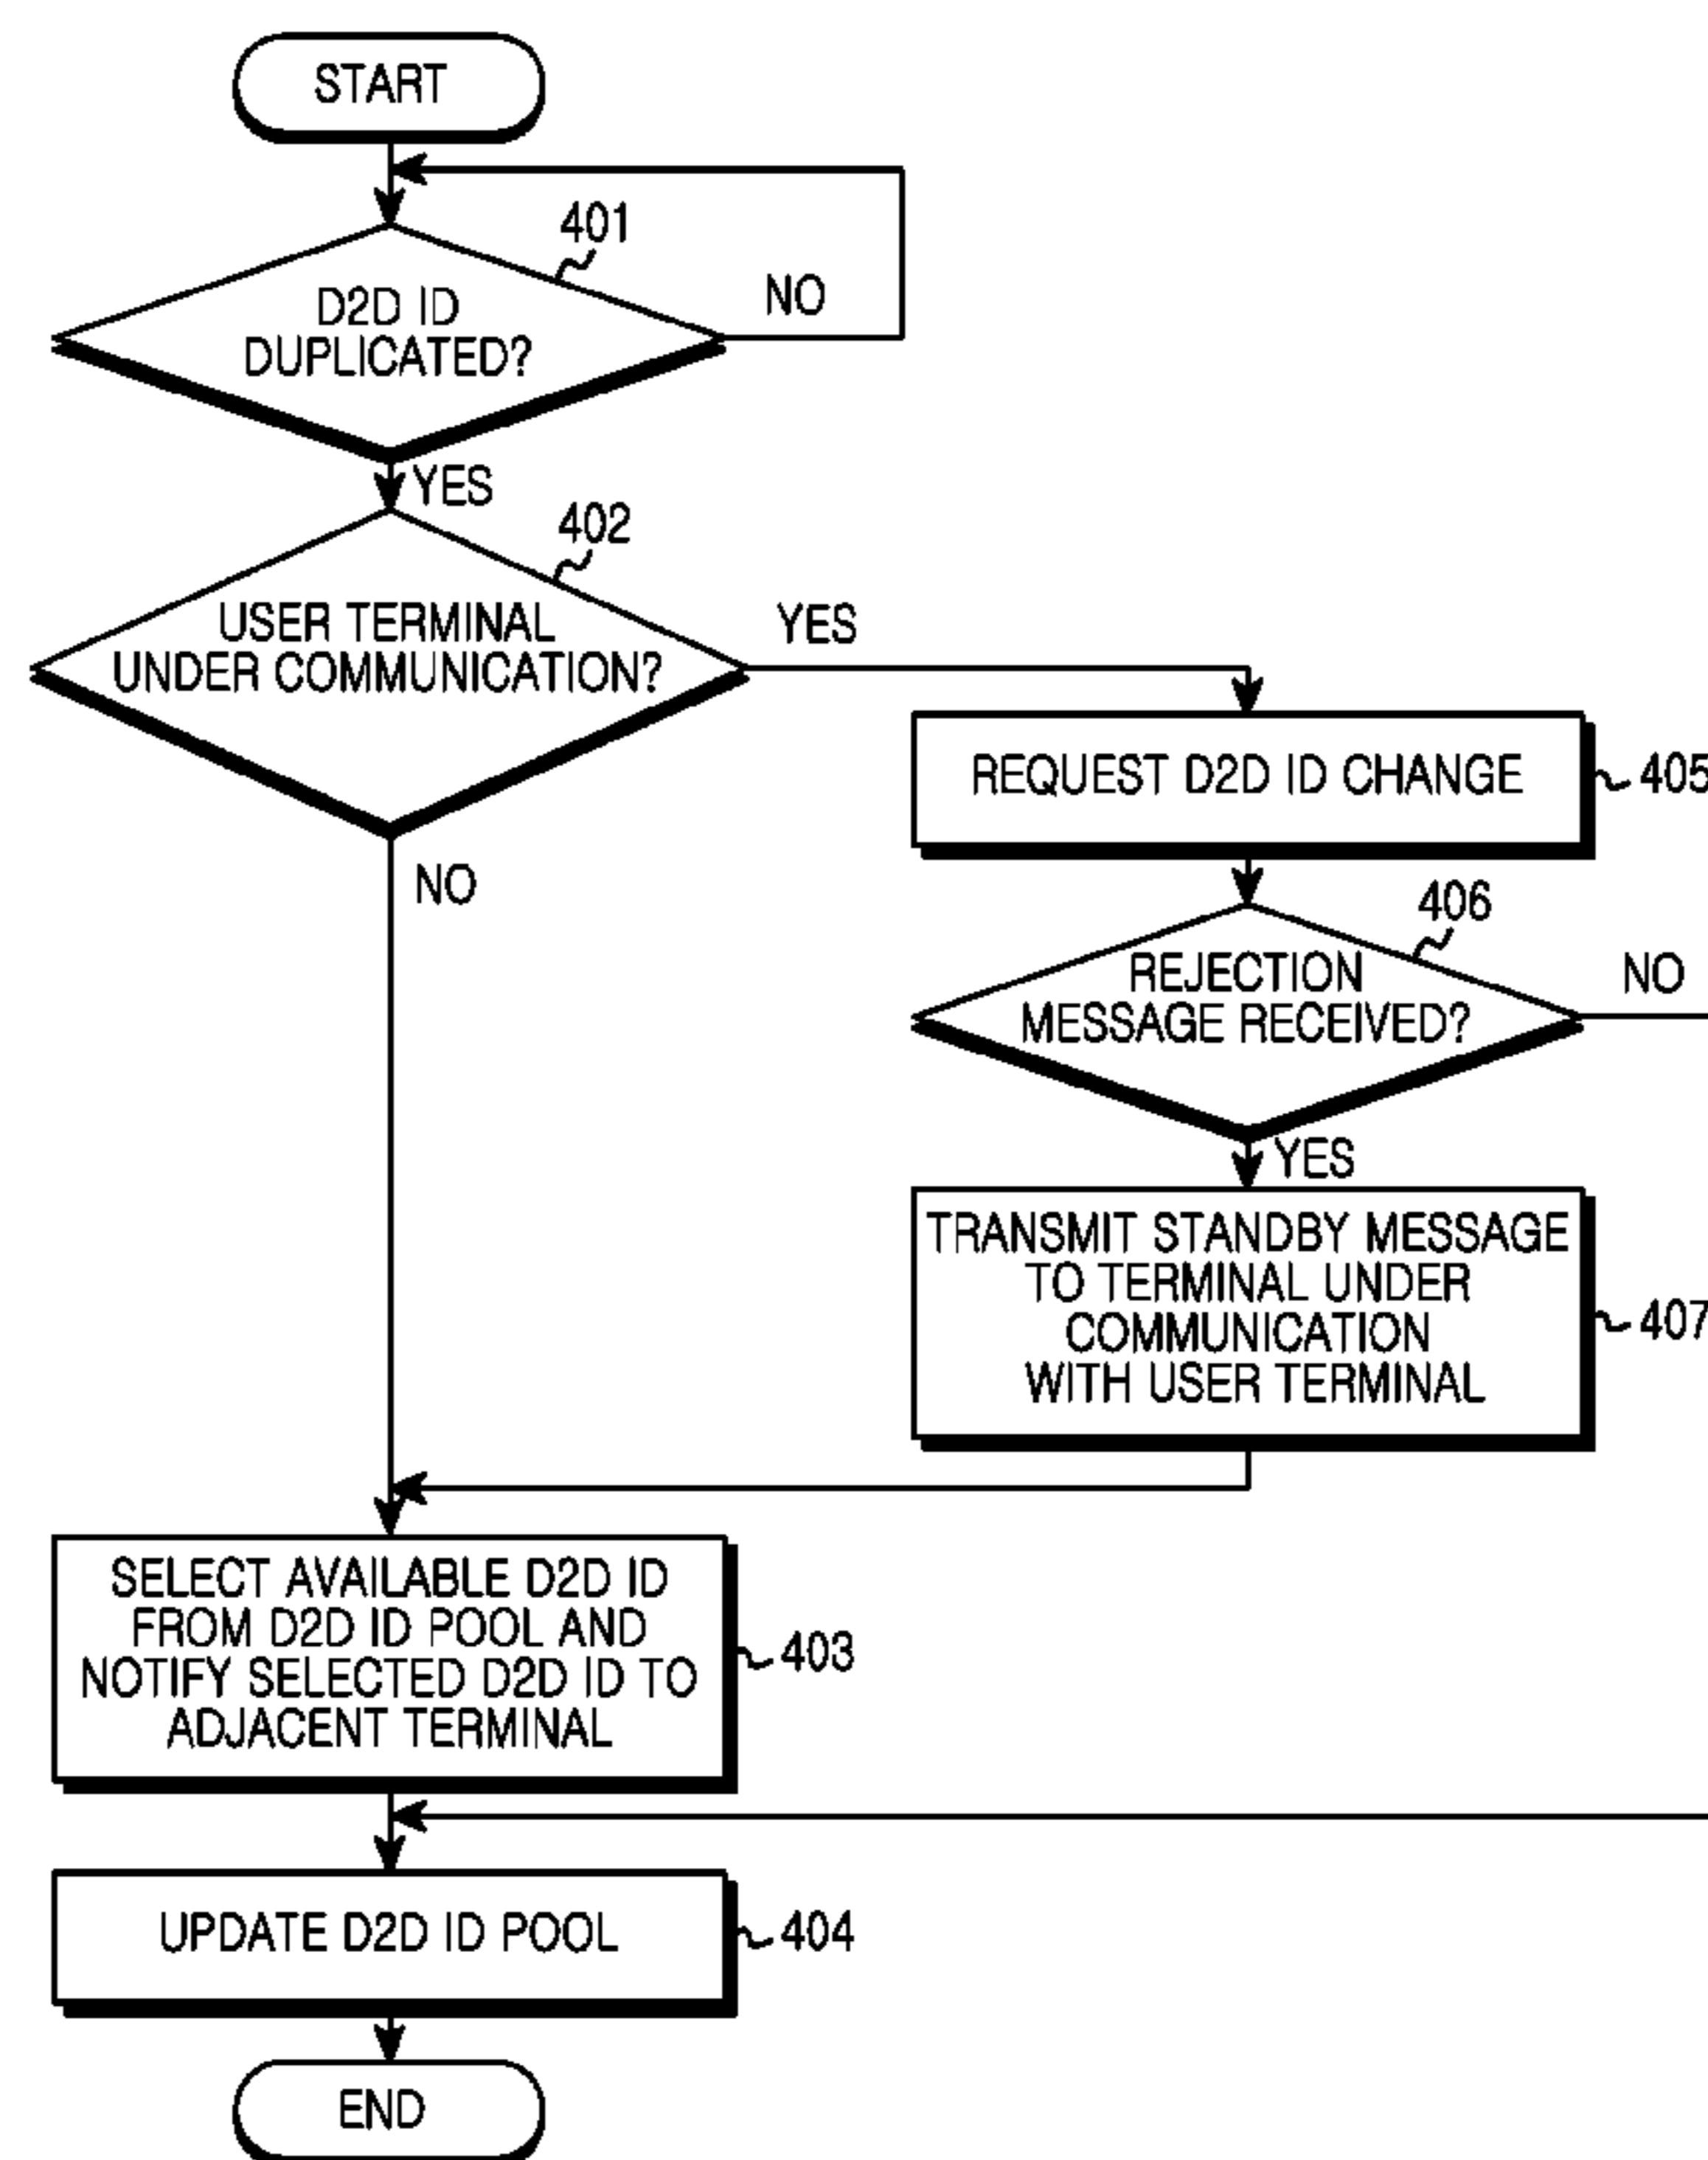 START
401
D2D ID
DUPLICATED?
NO
YES
402
USER TERMINAL
UNDER COMMUNICATION?
YES
NO
REQUEST D2D ID CHANGE
405
406
REJECTION
MESSAGE RECEIVED?
NO
YES
TRANSMIT STANDBY MESSAGE
TO TERMINAL UNDER
COMMUNICATION
WITH USER TERMINAL
407
SELECT AVAILABLE D2D ID
FROM D2D ID POOL AND
NOTIFY SELECTED D2D ID TO
ADJACENT TERMINAL
403
UPDATE D2D ID POOL
404
END